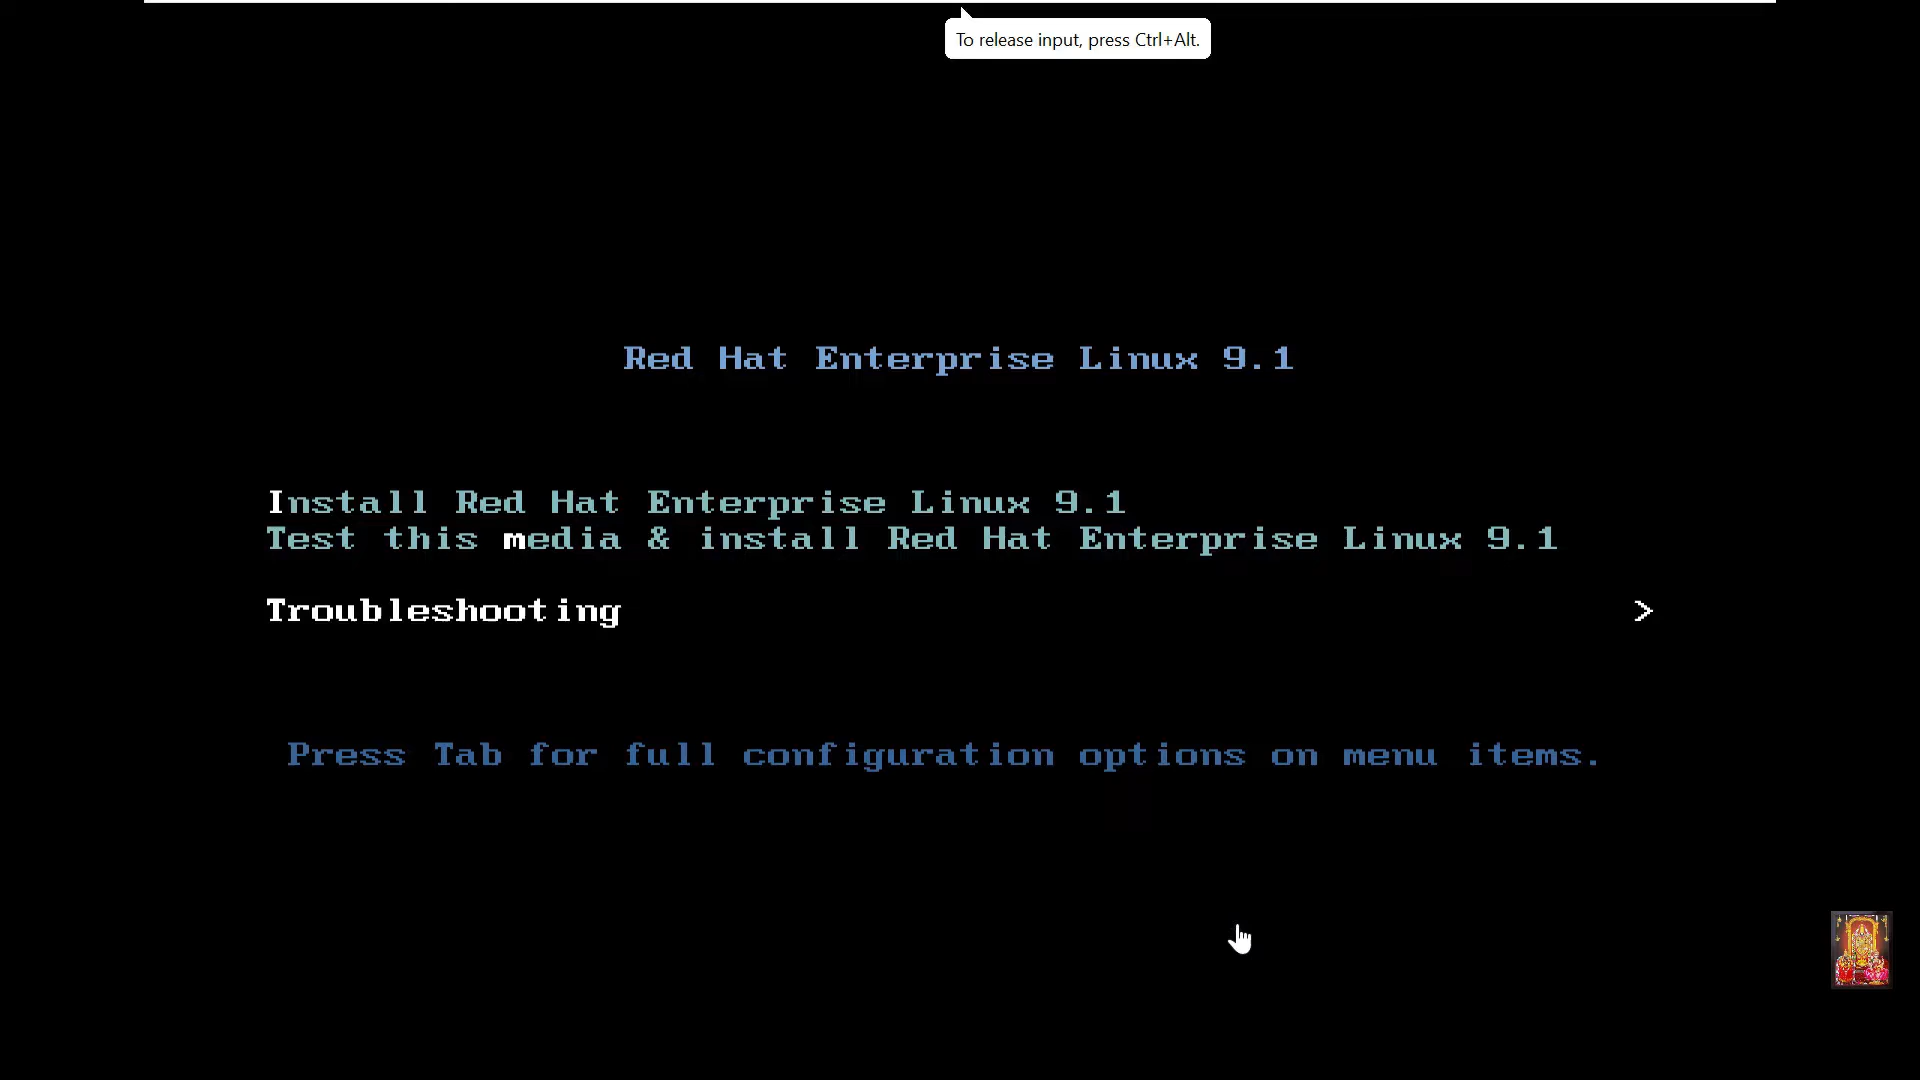 To release input, press Ctrl+Alt.
Red Hat Enterprise Linux 9.1
Install Red Hat Enterprise Linux 9.1
Test this media & install Red Hat Enterprise Linux 9.1
Troubleshooting >
Press Tab for full configuration options on menu items.